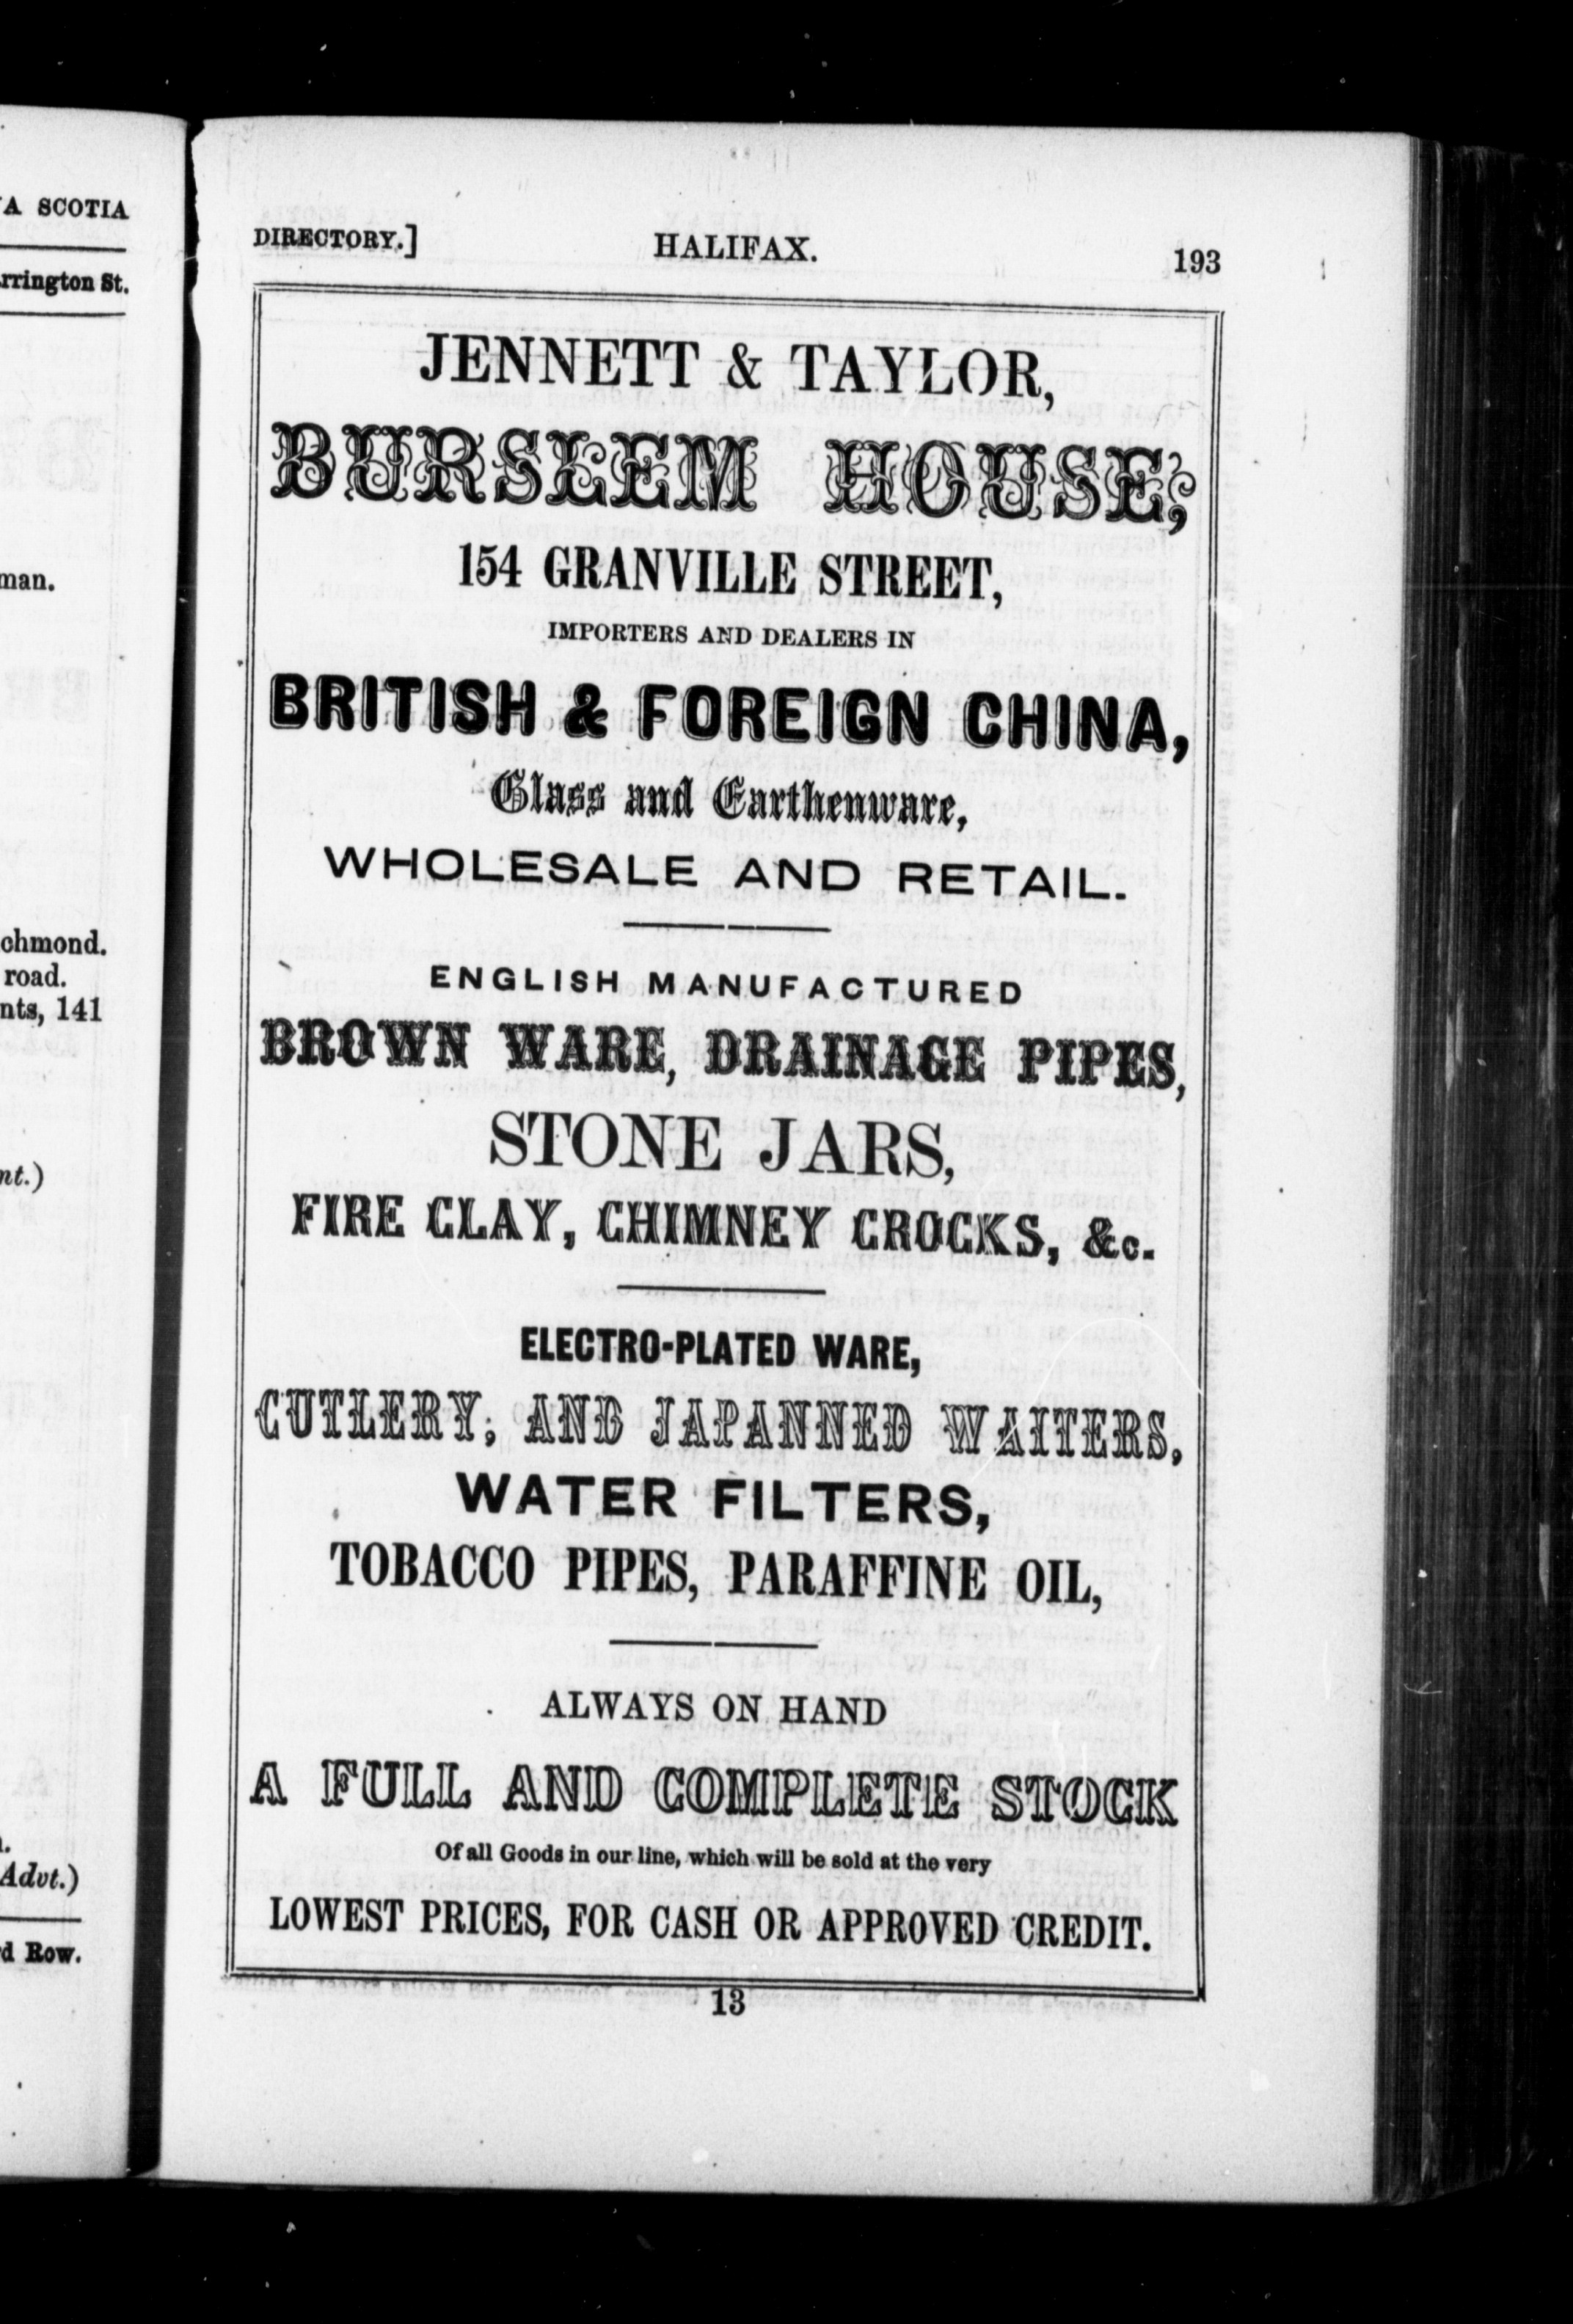 A SCOTIA
rrington St.
man.
chmond.
road.
nts, 141
nt.)
Advt.)
d Row.
DIRECTORY.] HALIFAX. 193
JENNETT & TAYLOR,
BURSLEM HOUSE,
154 GRANVILLE STREET,
IMPORTERS AND DEALERS IN
BRITISH & FOREIGN CHINA,
Glass and Earthenware,
WHOLESALE AND RETAIL.
ENGLISH MANUFACTURED
BROWN WARE, DRAINAGE PIPES,
STONE JARS,
FIRE CLAY, CHIMNEY CROCKS, &c.
ELECTRO-PLATED WARE,
CUTLERY, AND JAPANNED WAITERS,
WATER FILTERS,
TOBACCO PIPES, PARAFFINE OIL,
ALWAYS ON HAND
A FULL AND COMPLETE STOCK
Of all Goods in our line, which will be sold at the very
LOWEST PRICES, FOR CASH OR APPROVED CREDIT.
13